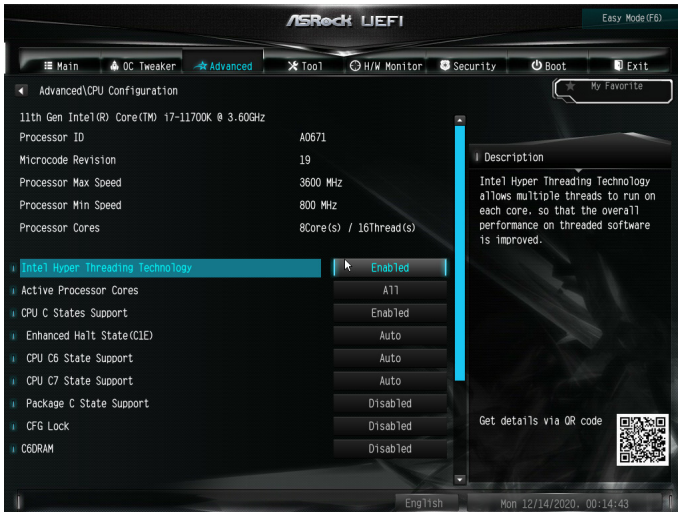 ASRock UEFI
Easy Mode(F6)
Main OC Tweaker Advanced Tool H/W Monitor Security Boot Exit
Advanced\CPU Configuration
My Favorite
11th Gen Intel(R) Core(TM) i7-11700K @ 3.60GHz
Processor ID A0671
Microcode Revision 19
Processor Max Speed 3600 MHz
Processor Min Speed 800 MHz
Processor Cores 8Core(s) / 16Thread(s)
Intel Hyper Threading Technology Enabled
Active Processor Cores All
CPU C States Support Enabled
Enhanced Halt State(C1E) Auto
CPU C6 State Support Auto
CPU C7 State Support Auto
Package C State Support Disabled
CFG Lock Disabled
C6DRAM Disabled
Description
Intel Hyper Threading Technology
allows multiple threads to run on
each core, so that the overall
performance on threaded software
is improved.
Get details via QR code
English
Mon 12/14/2020. 00:14:43